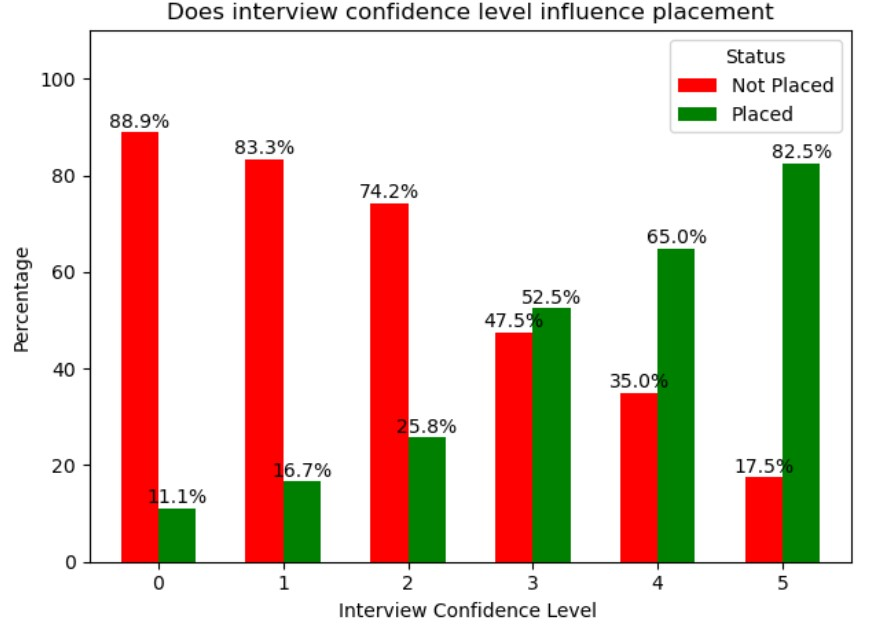 Does interview confidence level influence placement
Status
Not Placed
Placed
Percentage
100
80
60
40
20
0
88.9%
11.1%
83.3%
16.7%
74.2%
25.8%
47.5%
52.5%
35.0%
65.0%
17.5%
82.5%
0 1 2 3 4 5
Interview Confidence Level